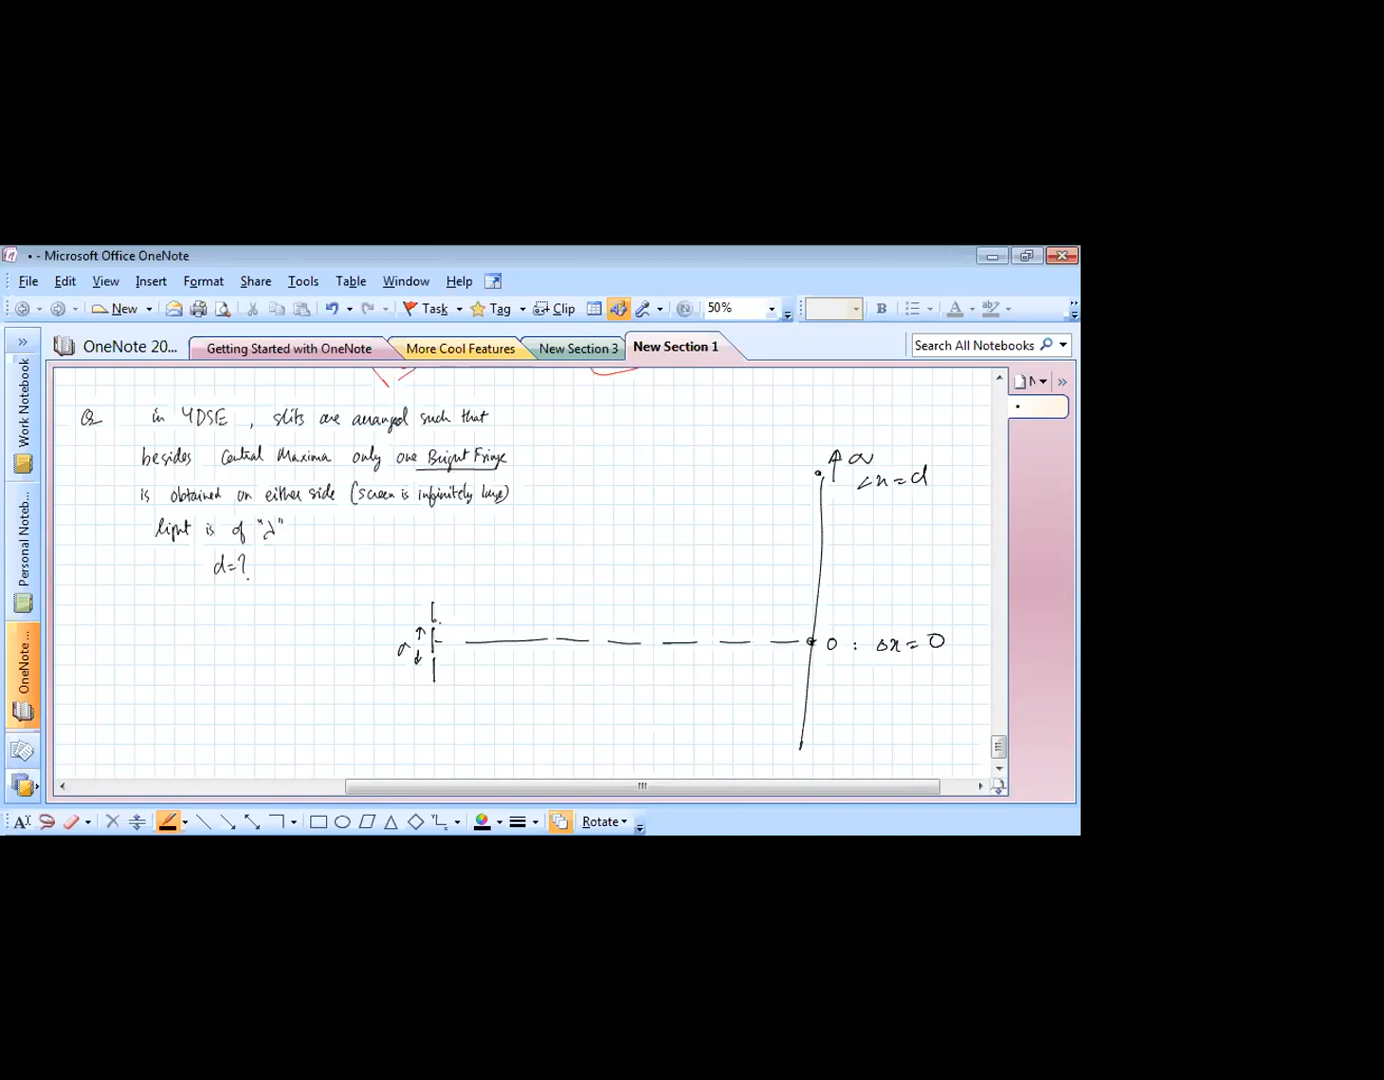 • - Microsoft Office OneNote
File Edit View Insert Format Share Tools Table Window Help
New Task Tag Clip 50% B A ab
OneNote 20... Getting Started with OneNote More Cool Features New Section 3 New Section 1 Search All Notebooks
Work Notebook
Personal Noteb...
OneNote ...
in YDSE , slits are arranged such that
besides Central Maxima only one Bright Fringe
is obtained on either side (screen is infinitely large)
light is of "λ"
d=?
∞
Δx = d
d
O : Δx = 0
A Rotate